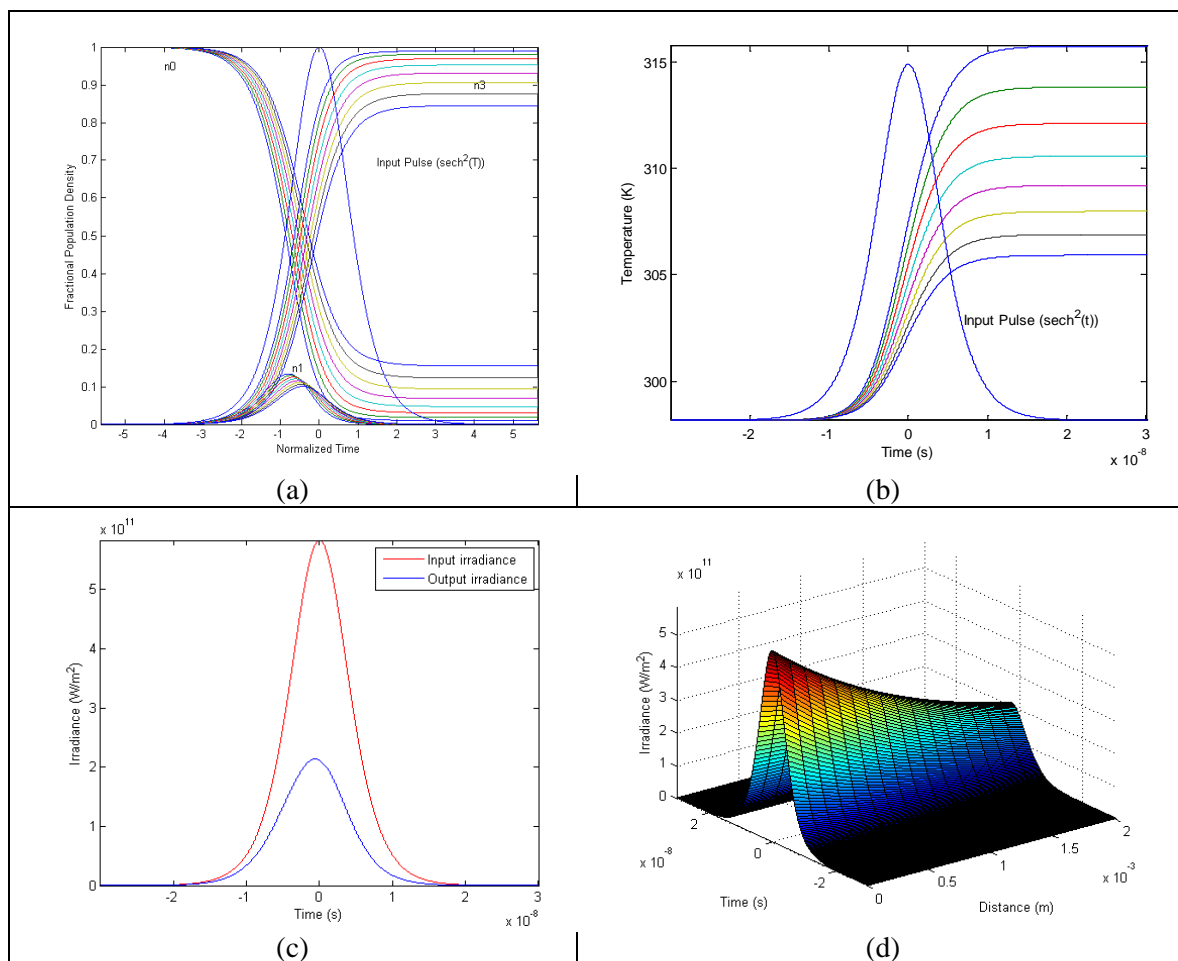 1
0.9
0.8
0.7
0.6
0.5
0.4
0.3
0.2
0.1
0
n0
n3
Input Pulse (sech²(T))
n1
Fractional Population Density
-5 -4 -3 -2 -1 0 1 2 3 4 5
Normalized Time
(a)
315
310
305
300
Temperature (K)
Input Pulse (sech²(t))
-2 -1 0 1 2 3
Time (s)
x 10⁻⁸
(b)
x 10¹¹
5
4
3
2
1
0
Irradiance (W/m²)
Input irradiance
Output irradiance
-2 -1 0 1 2 3
Time (s)
x 10⁻⁸
(c)
x 10¹¹
5
4
3
2
1
0
Irradiance (W/m²)
2
0
-2
x 10⁻⁸
Time (s)
0
0.5
1
1.5
2
x 10⁻³
Distance (m)
(d)